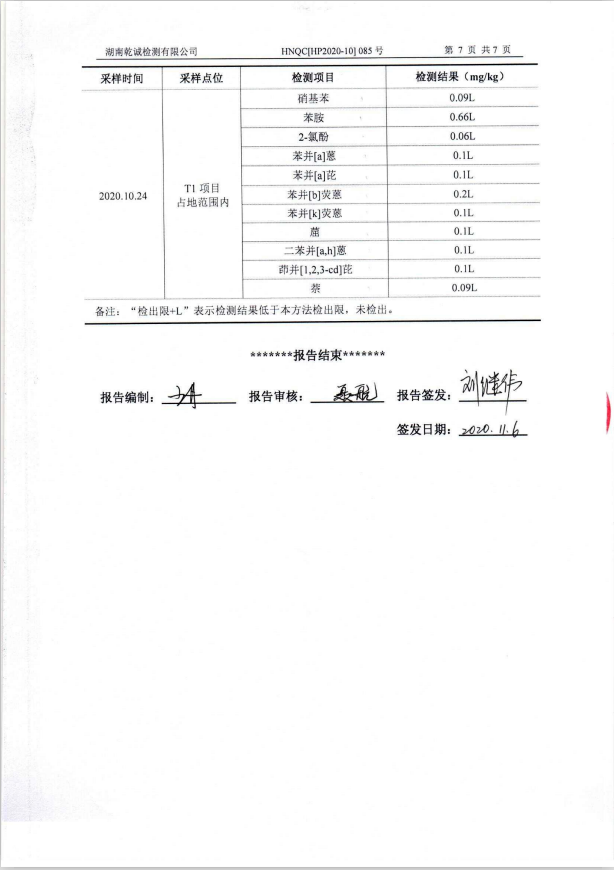 湖南乾诚检测有限公司 HNQC[HP2020-10] 085 号 第 7 页 共 7 页
采样时间 采样点位 检测项目 检测结果（mg/kg）
2020.10.24 T1 项目占地范围内 硝基苯 0.09L
苯胺 0.66L
2-氯酚 0.06L
苯并[a]蒽 0.1L
苯并[a]芘 0.1L
苯并[b]荧蒽 0.2L
苯并[k]荧蒽 0.1L
䓛 0.1L
二苯并[a,h]蒽 0.1L
茚并[1,2,3-cd]芘 0.1L
萘 0.09L
备注：“检出限+L”表示检测结果低于本方法检出限，未检出。
*******报告结束*******
报告编制： 报告审核： 报告签发：刘继伟
签发日期：2020.11.6